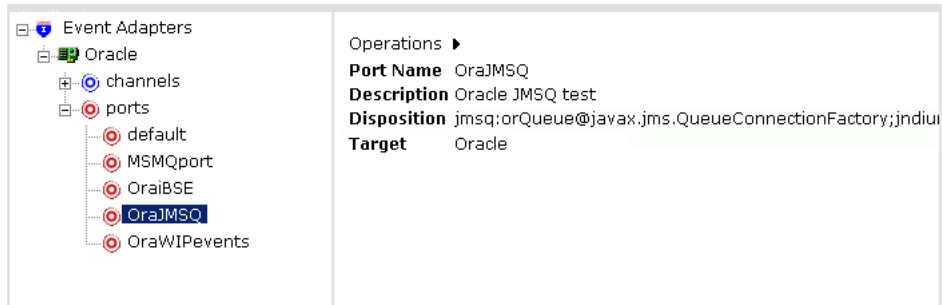 Event Adapters
Oracle
channels
ports
default
MSMQport
OraiBSE
OraJMSQ
OraWIPevents
Operations
Port Name OraJMSQ
Description Oracle JMSQ test
Disposition jmsq:orQueue@javax.jms.QueueConnectionFactory;jndiur
Target Oracle